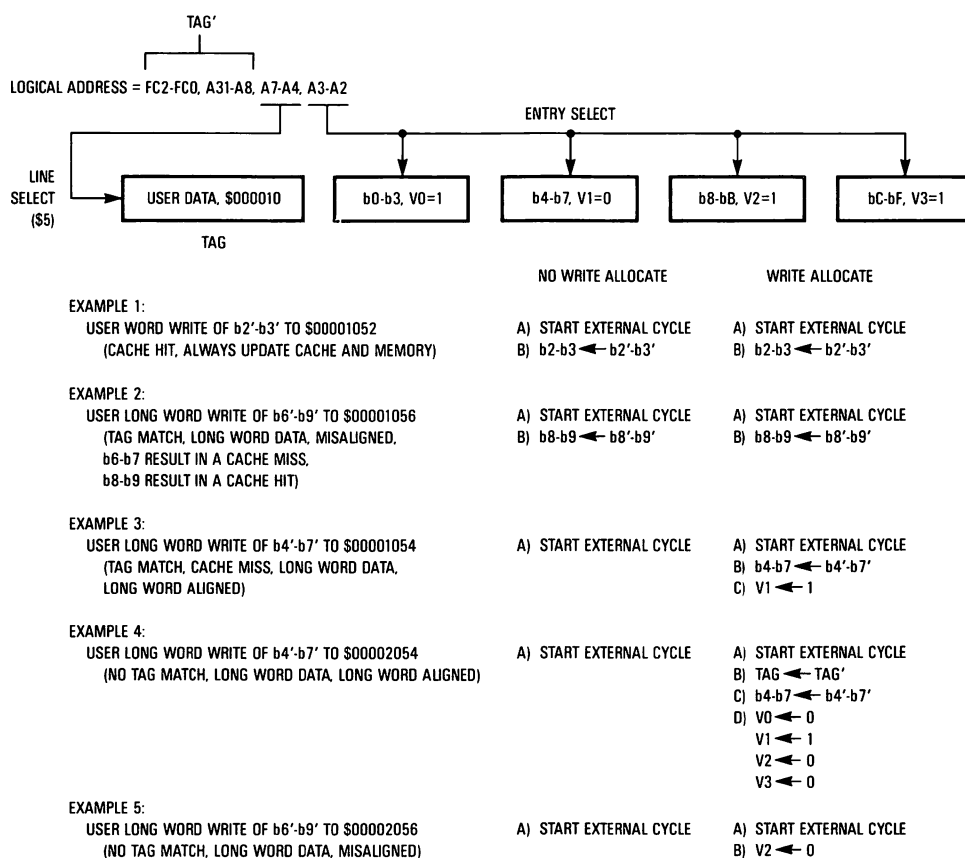 TAG'
LOGICAL ADDRESS = FC2-FC0, A31-A8, A7-A4, A3-A2
ENTRY SELECT
LINE
SELECT
($5)
USER DATA, $000010
b0-b3, V0=1
b4-b7, V1=0
b8-bB, V2=1
bC-bF, V3=1
TAG
NO WRITE ALLOCATE
WRITE ALLOCATE
EXAMPLE 1:
USER WORD WRITE OF b2'-b3' TO $00001052
(CACHE HIT, ALWAYS UPDATE CACHE AND MEMORY)
A) START EXTERNAL CYCLE
B) b2-b3 ← b2'-b3'
A) START EXTERNAL CYCLE
B) b2-b3 ← b2'-b3'
EXAMPLE 2:
USER LONG WORD WRITE OF b6'-b9' TO $00001056
(TAG MATCH, LONG WORD DATA, MISALIGNED,
b6-b7 RESULT IN A CACHE MISS,
b8-b9 RESULT IN A CACHE HIT)
A) START EXTERNAL CYCLE
B) b8-b9 ← b8'-b9'
A) START EXTERNAL CYCLE
B) b8-b9 ← b8'-b9'
EXAMPLE 3:
USER LONG WORD WRITE OF b4'-b7' TO $00001054
(TAG MATCH, CACHE MISS, LONG WORD DATA,
LONG WORD ALIGNED)
A) START EXTERNAL CYCLE
A) START EXTERNAL CYCLE
B) b4-b7 ← b4'-b7'
C) V1 ← 1
EXAMPLE 4:
USER LONG WORD WRITE OF b4'-b7' TO $00002054
(NO TAG MATCH, LONG WORD DATA, LONG WORD ALIGNED)
A) START EXTERNAL CYCLE
A) START EXTERNAL CYCLE
B) TAG ← TAG'
C) b4-b7 ← b4'-b7'
D) V0 ← 0
V1 ← 1
V2 ← 0
V3 ← 0
EXAMPLE 5:
USER LONG WORD WRITE OF b6'-b9' TO $00002056
(NO TAG MATCH, LONG WORD DATA, MISALIGNED)
A) START EXTERNAL CYCLE
A) START EXTERNAL CYCLE
B) V2 ← 0